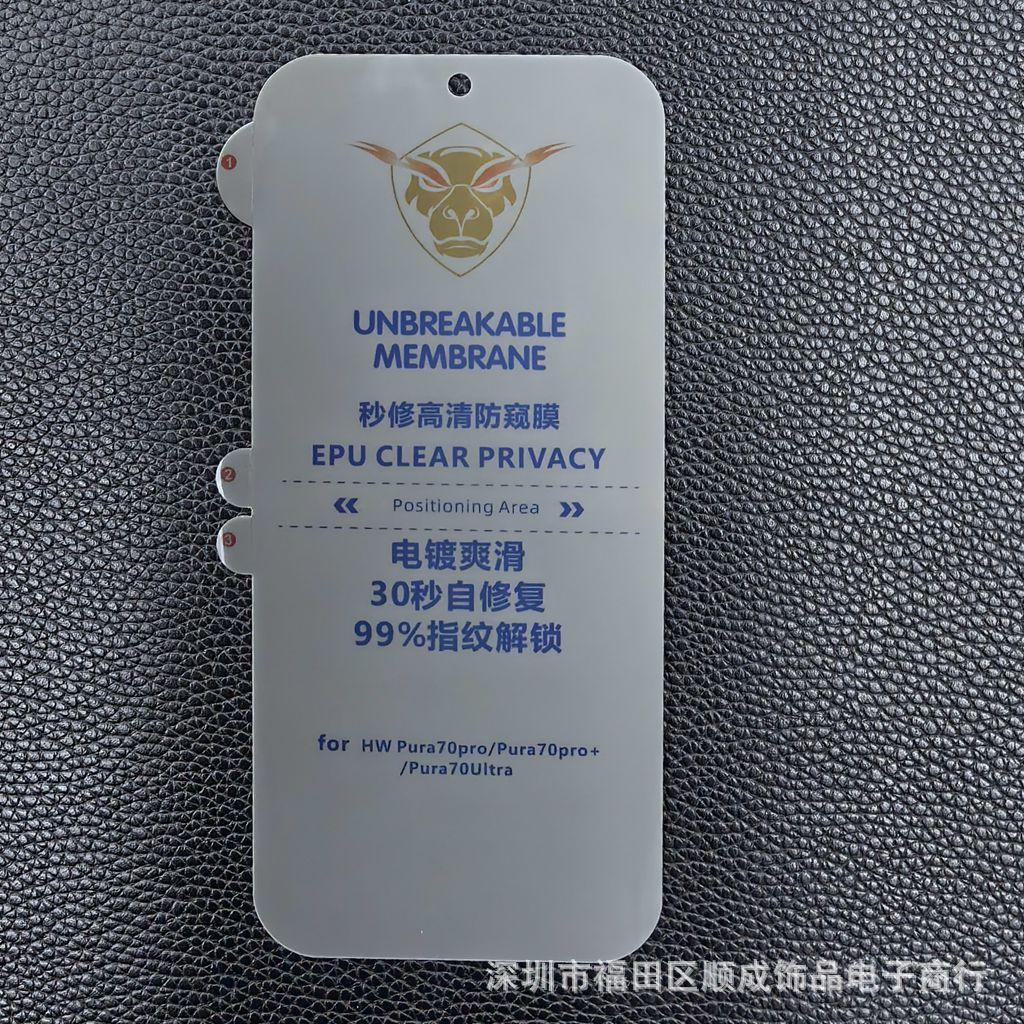 1
UNBREAKABLE
MEMBRANE
秒修高清防窥膜
EPU CLEAR PRIVACY
2
Positioning Area
3
电镀爽滑
30秒自修复
99%指纹解锁
for HW Pura70pro/Pura70pro+
/Pura70Ultra
深圳市福田区顺成饰品电子商行